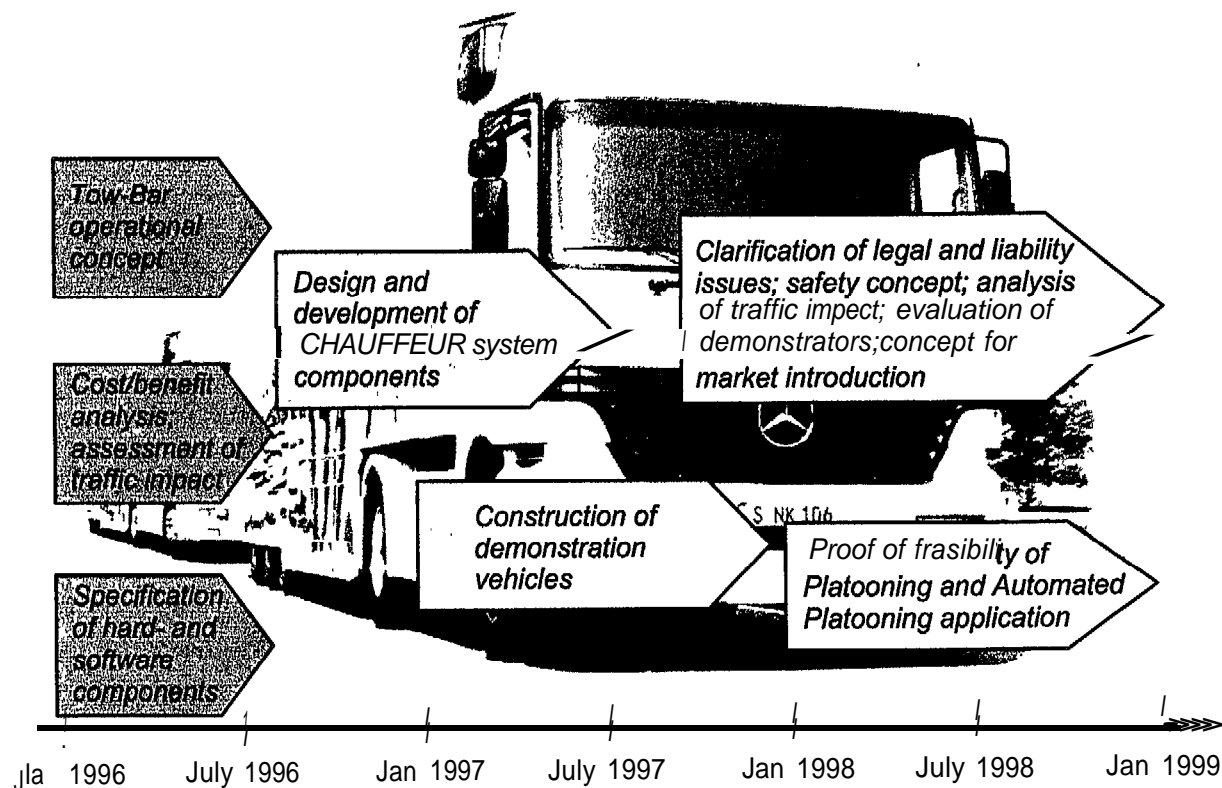 Tow-Bar
operational
concept
Design and
development of
CHAUFFEUR system
components
Clarification of legal and liability
issues; safety concept; analysis
of traffic impect; evaluation of
demonstrators;concept for
market introduction
Cost/benefit
analysis,
assessment of
traffic impact
Construction of
demonstration
vehicles
S NK 106
Proof of frasibility of
Platooning and Automated
Platooning application
Specification
of hard- and
software
components
1996
July 1996
Jan 1997
July 1997
Jan 1998
July 1998
Jan 1999